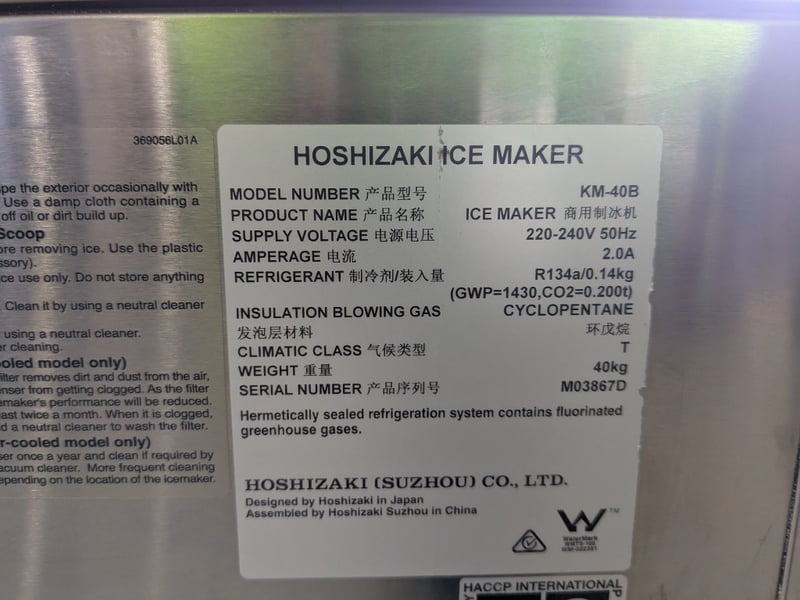 369056L01A
pe the exterior occasionally with
Use a damp cloth containing a
off oil or dirt build up.
Scoop
ore removing ice. Use the plastic
ssory).
ce use only. Do not store anything
Clean it by using a neutral cleaner
using a neutral cleaner.
er cleaning.
ooled model only)
filter removes dirt and dust from the air,
enser from getting clogged. As the filter
emaker's performance will be reduced.
ast twice a month. When it is clogged,
d a neutral cleaner to wash the filter.
r-cooled model only)
ser once a year and clean if required by
acuum cleaner. More frequent cleaning
epending on the location of the icemaker.
HOSHIZAKI ICE MAKER
MODEL NUMBER 产品型号 KM-40B
PRODUCT NAME 产品名称 ICE MAKER 商用制冰机
SUPPLY VOLTAGE 电源电压 220-240V 50Hz
AMPERAGE 电流 2.0A
REFRIGERANT 制冷剂/装入量 R134a/0.14kg
(GWP=1430,CO2=0.200t)
INSULATION BLOWING GAS CYCLOPENTANE
发泡层材料 环戊烷
CLIMATIC CLASS 气候类型 T
WEIGHT 重量 40kg
SERIAL NUMBER 产品序列号 M03867D
Hermetically sealed refrigeration system contains fluorinated
greenhouse gases.
HOSHIZAKI (SUZHOU) CO., LTD.
Designed by Hoshizaki in Japan
Assembled by Hoshizaki Suzhou in China
TM
WaterMark
HACCP INTERNATIONAL